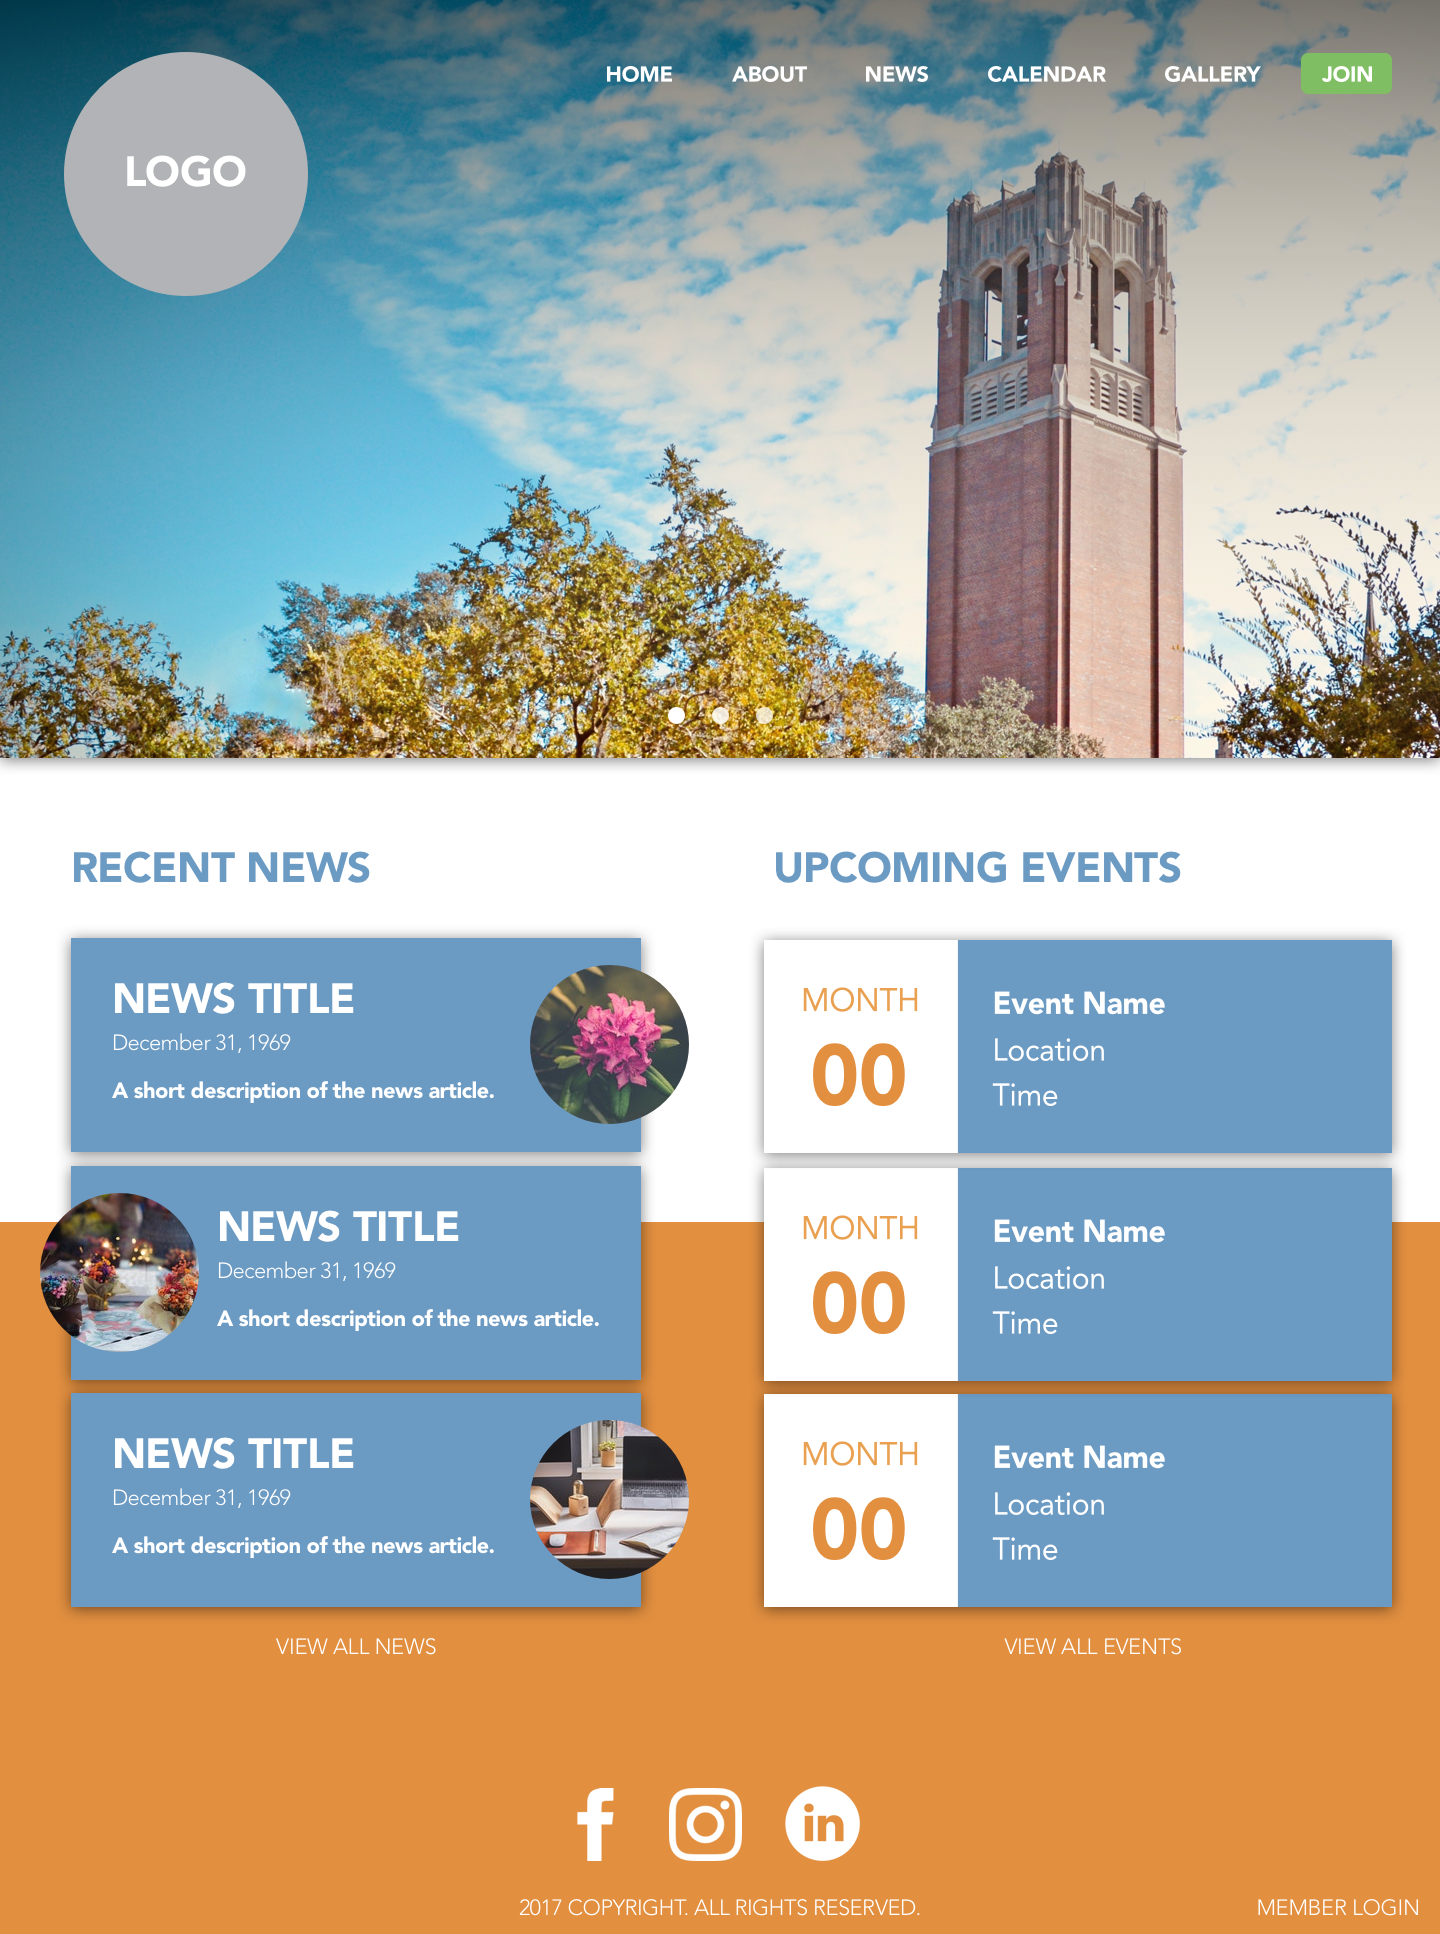 LOGO
HOME ABOUT NEWS CALENDAR GALLERY JOIN
RECENT NEWS
NEWS TITLE
December 31, 1969
A short description of the news article.
NEWS TITLE
December 31, 1969
A short description of the news article.
NEWS TITLE
December 31, 1969
A short description of the news article.
VIEW ALL NEWS
UPCOMING EVENTS
MONTH
00
Event Name
Location
Time
MONTH
00
Event Name
Location
Time
MONTH
00
Event Name
Location
Time
VIEW ALL EVENTS
f
in
2017 COPYRIGHT. ALL RIGHTS RESERVED.
MEMBER LOGIN